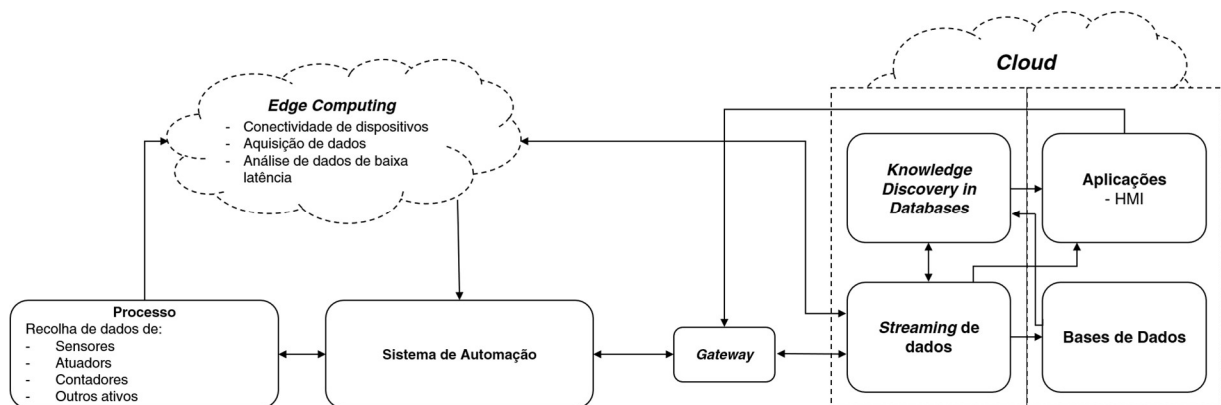 Cloud
Edge Computing
- Conectividade de dispositivos
- Aquisição de dados
- Análise de dados de baixa
latência
Knowledge
Discovery in
Databases
Aplicações
- HMI
Processo
Recolha de dados de:
- Sensores
- Atuadors
- Contadores
- Outros ativos
Sistema de Automação
Gateway
Streaming de
dados
Bases de Dados